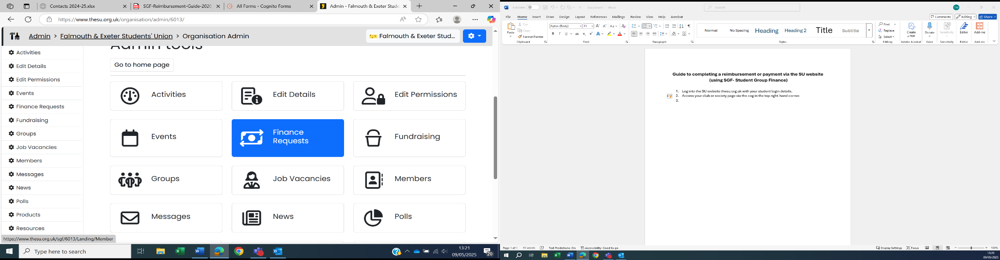 Contacts 2024-25.xlsx
SGF-Reimbursement-Guide-2020
All Forms - Cognito Forms
Admin - Falmouth & Exeter Stude
https://www.thesu.org.uk/organisation/admin/6013/
Admin > Falmouth & Exeter Students' Union > Organisation Admin
Falmouth & Exeter Stud...
Activities
Edit Details
Edit Permissions
Events
Finance Requests
Fundraising
Groups
Job Vacancies
Members
Messages
News
Polls
Products
Resources
https://www.thesu.org.uk/sgf/6013/Landing/Member
Admin tools
Go to home page
Activities
Edit Details
Edit Permissions
Events
Finance
Requests
Fundraising
Groups
Job Vacancies
Members
Messages
News
Polls
Type here to search
13:21
09/05/2025
20
AutoSave
Off
Document1 - Word
Search
TM
File Home Insert Draw Design Layout References Mailings Review View Help Acrobat
Comments
Editing
Share
Paste
Cut
Copy
Format Painter
Clipboard
Aptos (Body)
11
Font
Paragraph
Normal
No Spacing
Heading
Heading 2
Title
Subtitle
Styles
Find
Replace
Select
Editing
Create
a PDF
Adobe Acrobat
Dictate
Voice
Sensitivity
Sensitivity
Editor
Editor
Add-ins
Add-ins
Guide to completing a reimbursement or payment via the SU website
(using SGF- Student Group Finance)
1. Log into the SU website thesu.org.uk with your student login details.
2. Access your club or society page via the cog in the top right-hand corner.
3.
Page 1 of 1 43 words Text Predictions: On Accessibility: Good to go
Display Settings Focus 100%
13:20
09/05/2025